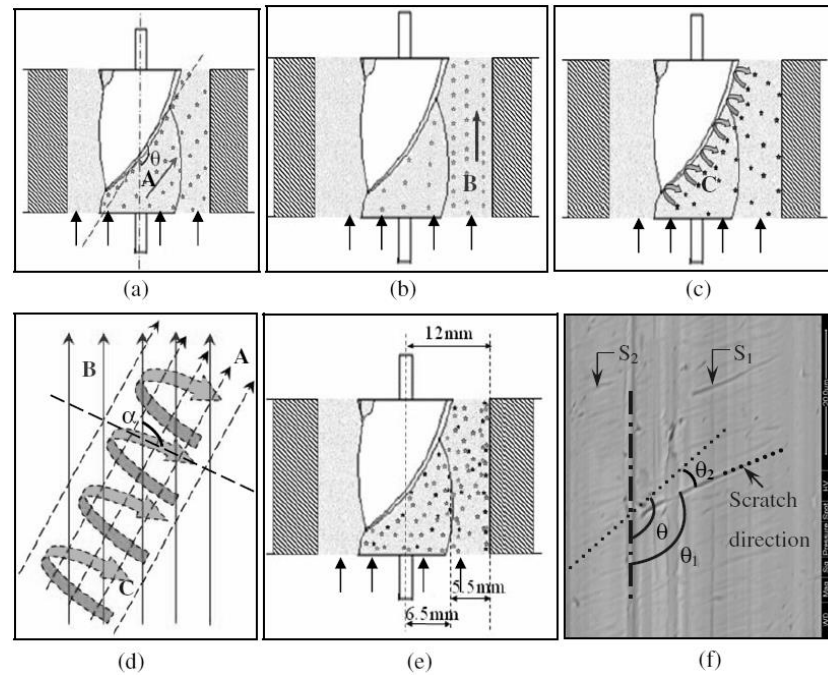 θ
A
(a)
B
(b)
C
(c)
B
A
α
C
(d)
12mm
5.5mm
6.5mm
(e)
S₂
S₁
θ₂
θ
θ₁
Scratch
direction
(f)